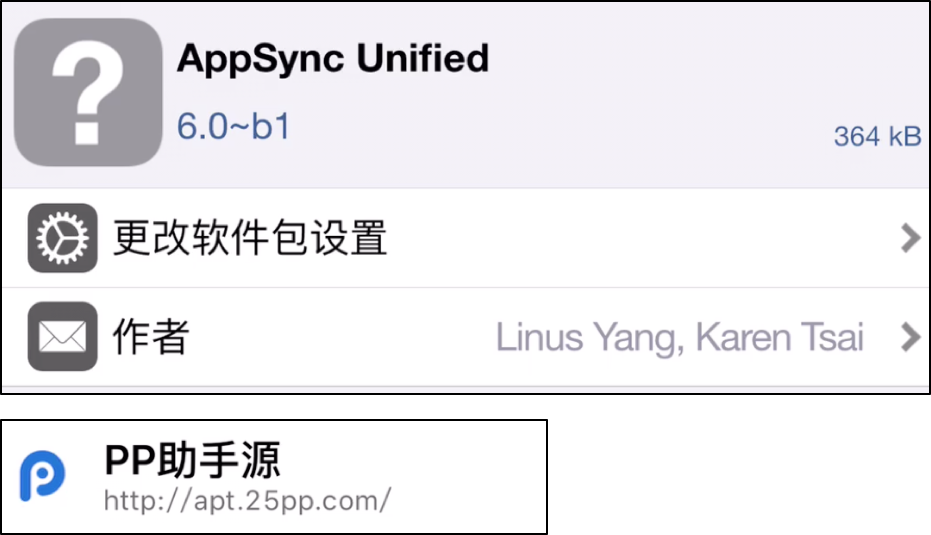 ?
AppSync Unified
6.0~b1
364 kB
更改软件包设置
作者
Linus Yang, Karen Tsai
PP助手源
http://apt.25pp.com/